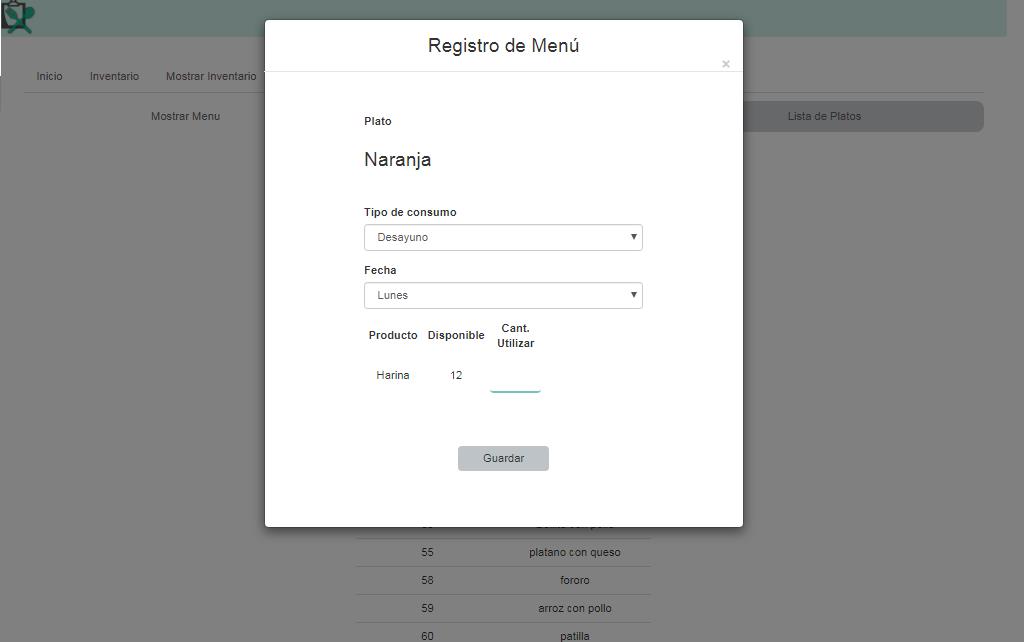 Registro de Menú
×
Inicio Inventario Mostrar Inventario
Mostrar Menu
Lista de Platos
Plato
Naranja
Tipo de consumo
Desayuno
Fecha
Lunes
Producto Disponible Cant. Utilizar
Harina 12
Guardar
55 platano con queso
58 fororo
59 arroz con pollo
60 patilla